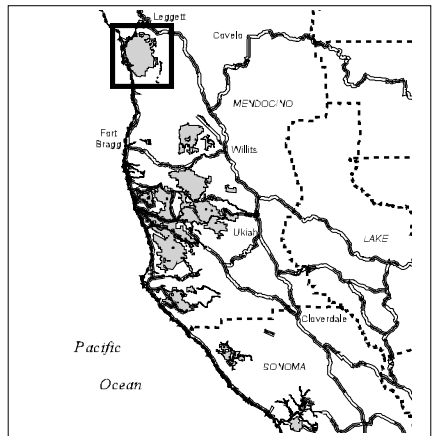 Leggett
Covelo
MENDOCINO
Fort
Bragg
Willits
Ukiah
LAKE
Cloverdale
Pacific
Ocean
SONOMA